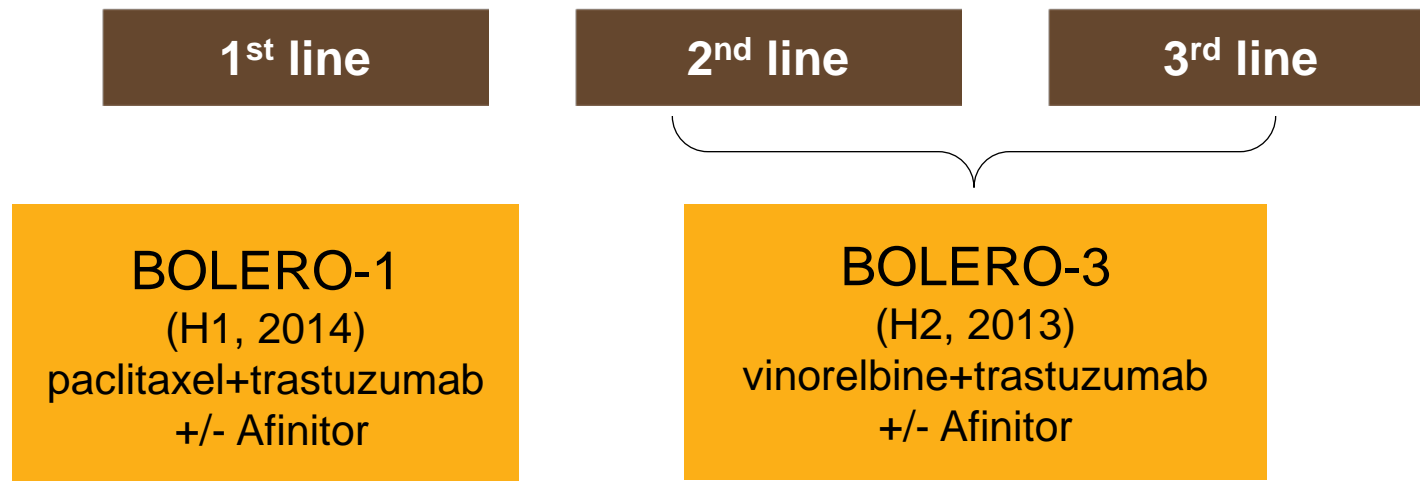 1st line
2nd line
3rd line
BOLERO-1
(H1, 2014)
paclitaxel+trastuzumab
+/- Afinitor
BOLERO-3
(H2, 2013)
vinorelbine+trastuzumab
+/- Afinitor